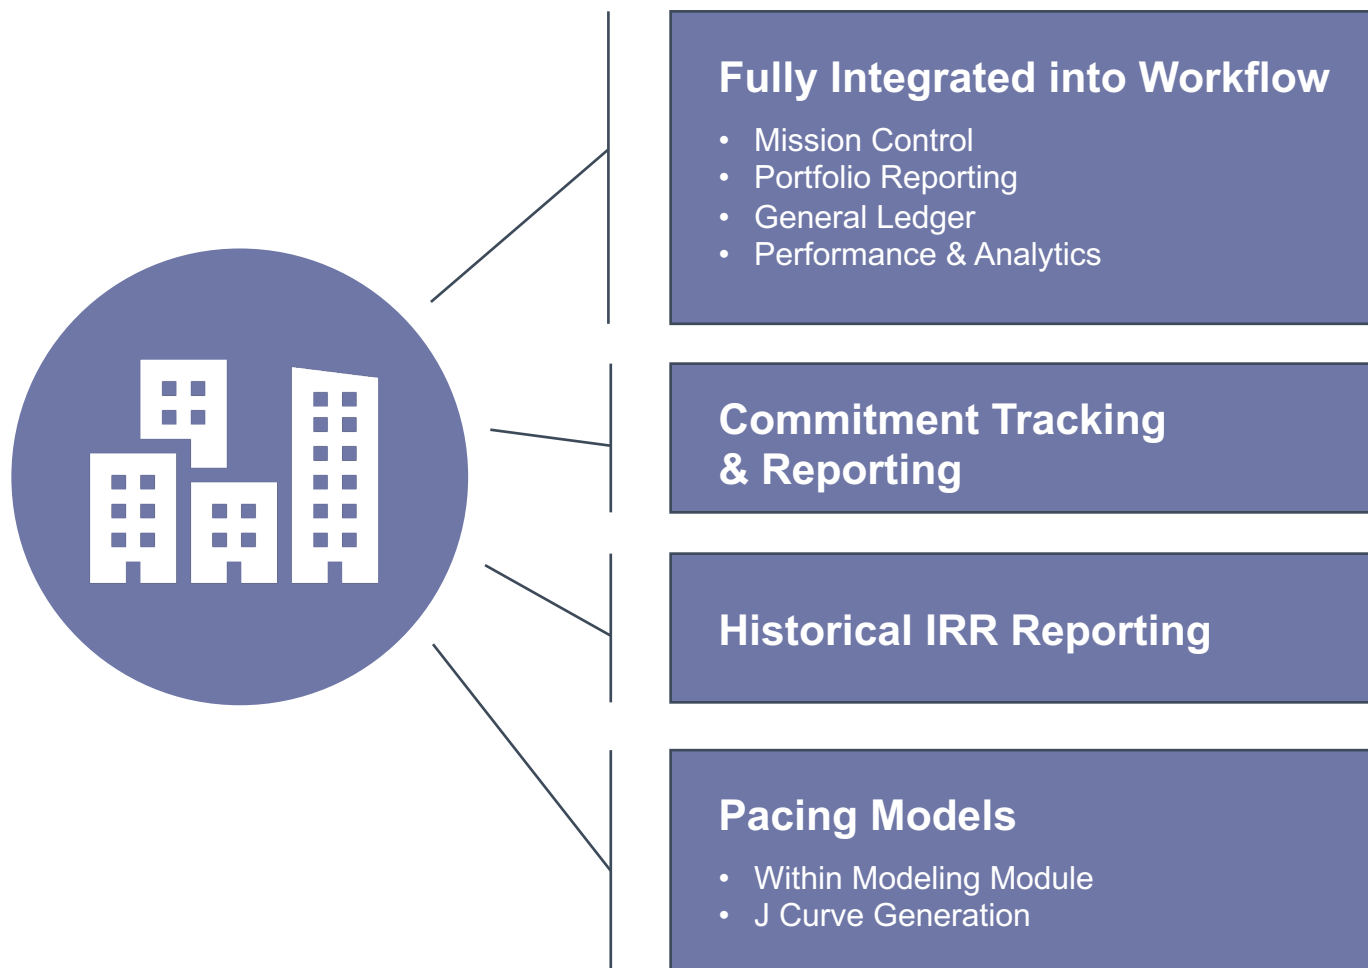 Fully Integrated into Workflow
• Mission Control
• Portfolio Reporting
• General Ledger
• Performance & Analytics
Commitment Tracking
& Reporting
Historical IRR Reporting
Pacing Models
• Within Modeling Module
• J Curve Generation